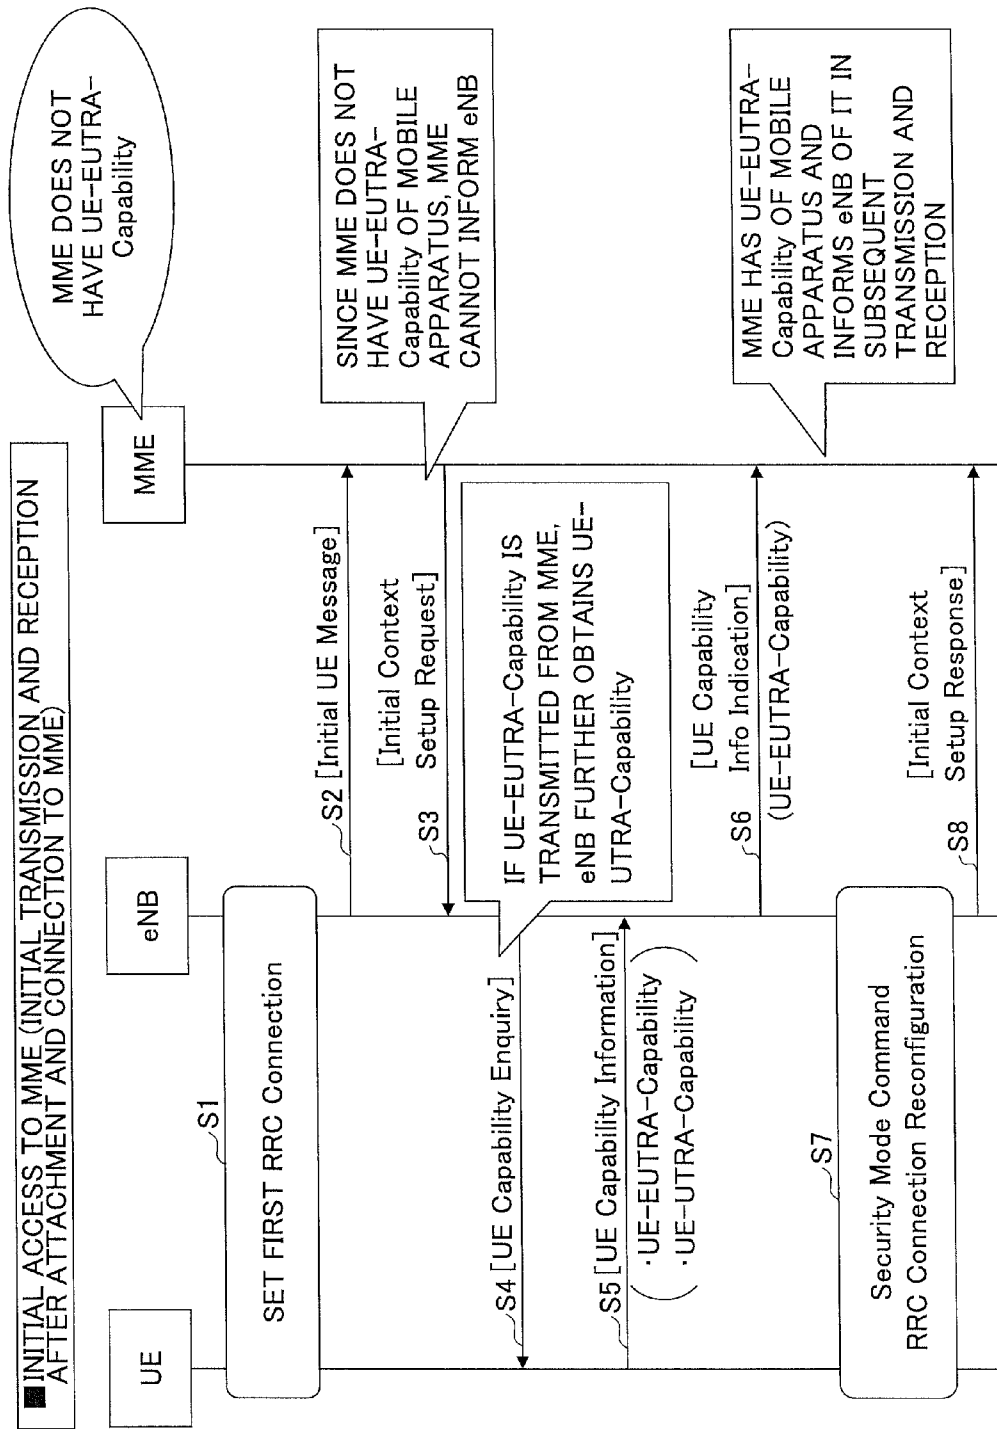 ■INITIAL ACCESS TO MME (INITIAL TRANSMISSION AND RECEPTION
AFTER ATTACHMENT AND CONNECTION TO MME)
UE
eNB
MME
MME DOES NOT
HAVE UE-EUTRA-
Capability
S1
SET FIRST RRC Connection
S2 [Initial UE Message]
[Initial Context
Setup Request]
S3
SINCE MME DOES NOT
HAVE UE-EUTRA-
Capability OF MOBILE
APPARATUS, MME
CANNOT INFORM eNB
S4 [UE Capability Enquiry]
IF UE-EUTRA-Capability IS
TRANSMITTED FROM MME,
eNB FURTHER OBTAINS UE-
UTRA-Capability
S5 [UE Capability Information]
(·UE-EUTRA-Capability
·UE-UTRA-Capability)
[UE Capability
Info Indication]
S6
(UE-EUTRA-Capability)
MME HAS UE-EUTRA-
Capability OF MOBILE
APPARATUS AND
INFORMS eNB OF IT IN
SUBSEQUENT
TRANSMISSION AND
RECEPTION
S7
Security Mode Command
RRC Connection Reconfiguration
[Initial Context
Setup Response]
S8